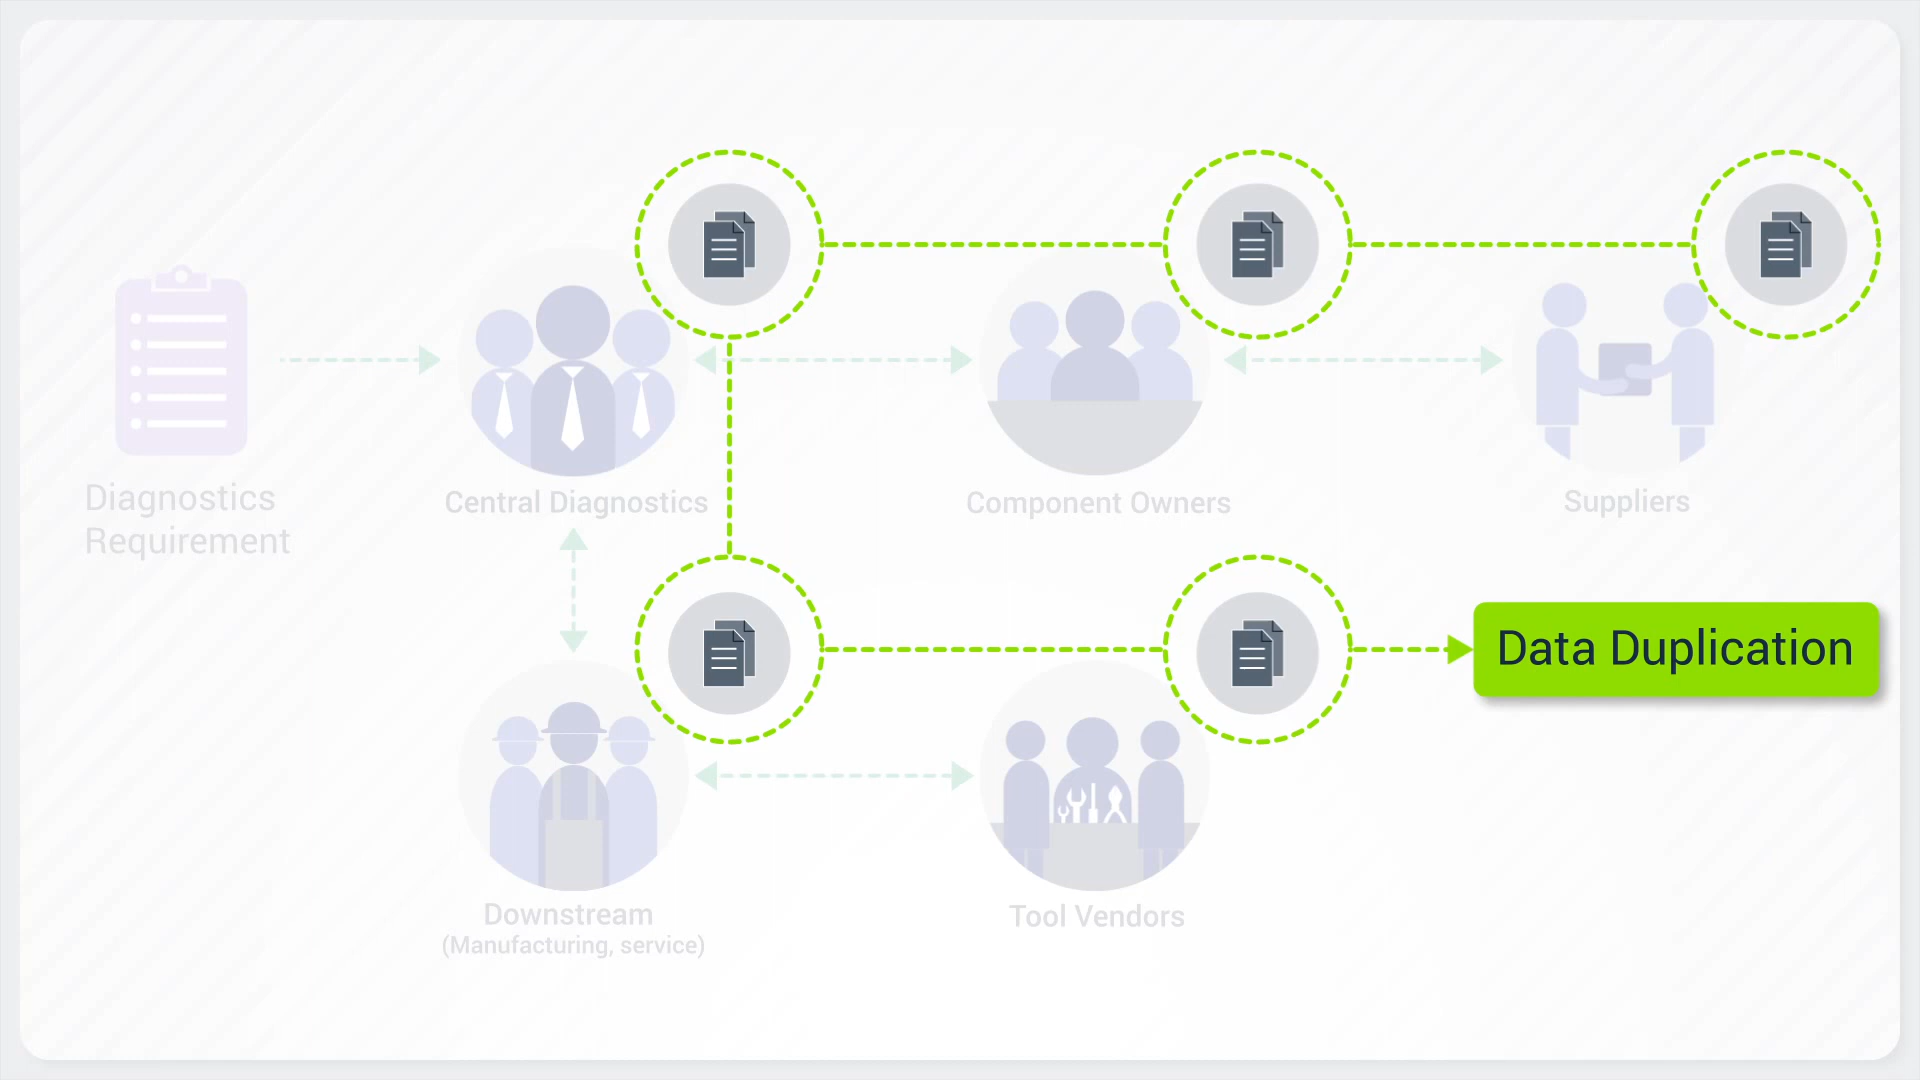 Diagnostics
Requirement
Central Diagnostics
Component Owners
Suppliers
Data Duplication
Downstream
(Manufacturing, service)
Tool Vendors